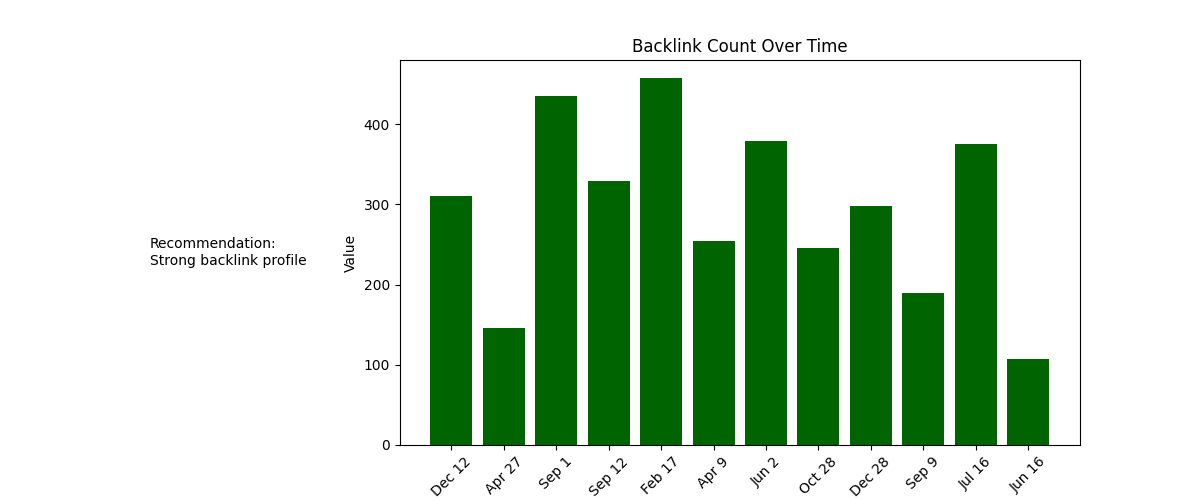 Backlink Count Over Time
Recommendation:
Strong backlink profile
Value
400
300
200
100
0
Dec 12
Apr 27
Sep 1
Sep 12
Feb 17
Apr 9
Jun 2
Oct 28
Dec 28
Sep 9
Jul 16
Jun 16